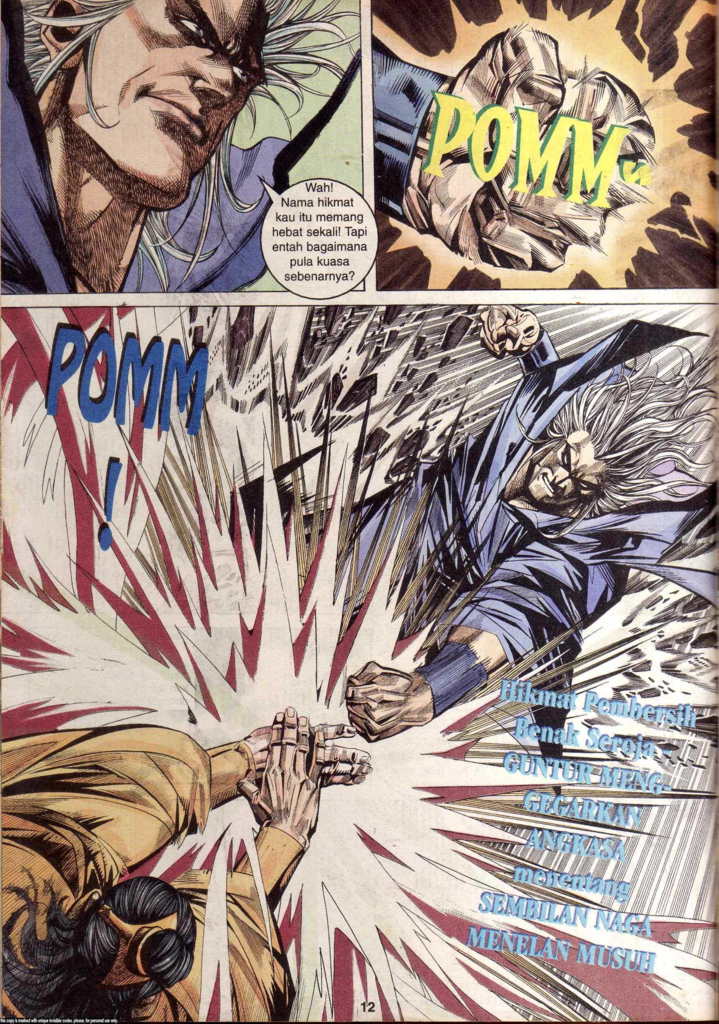 Wah!
Nama hikmat
kau itu memang
hebat sekali! Tapi
entah bagaimana
pula kuasa
sebenarnya?
POMM
POMM
!
Hikmat Pembersih
Benak Seroja -
GUNTUR MENG-
GEGARKAN
ANGKASA
menentang
SEMBILAN NAGA
MENELAN MUSUH
12